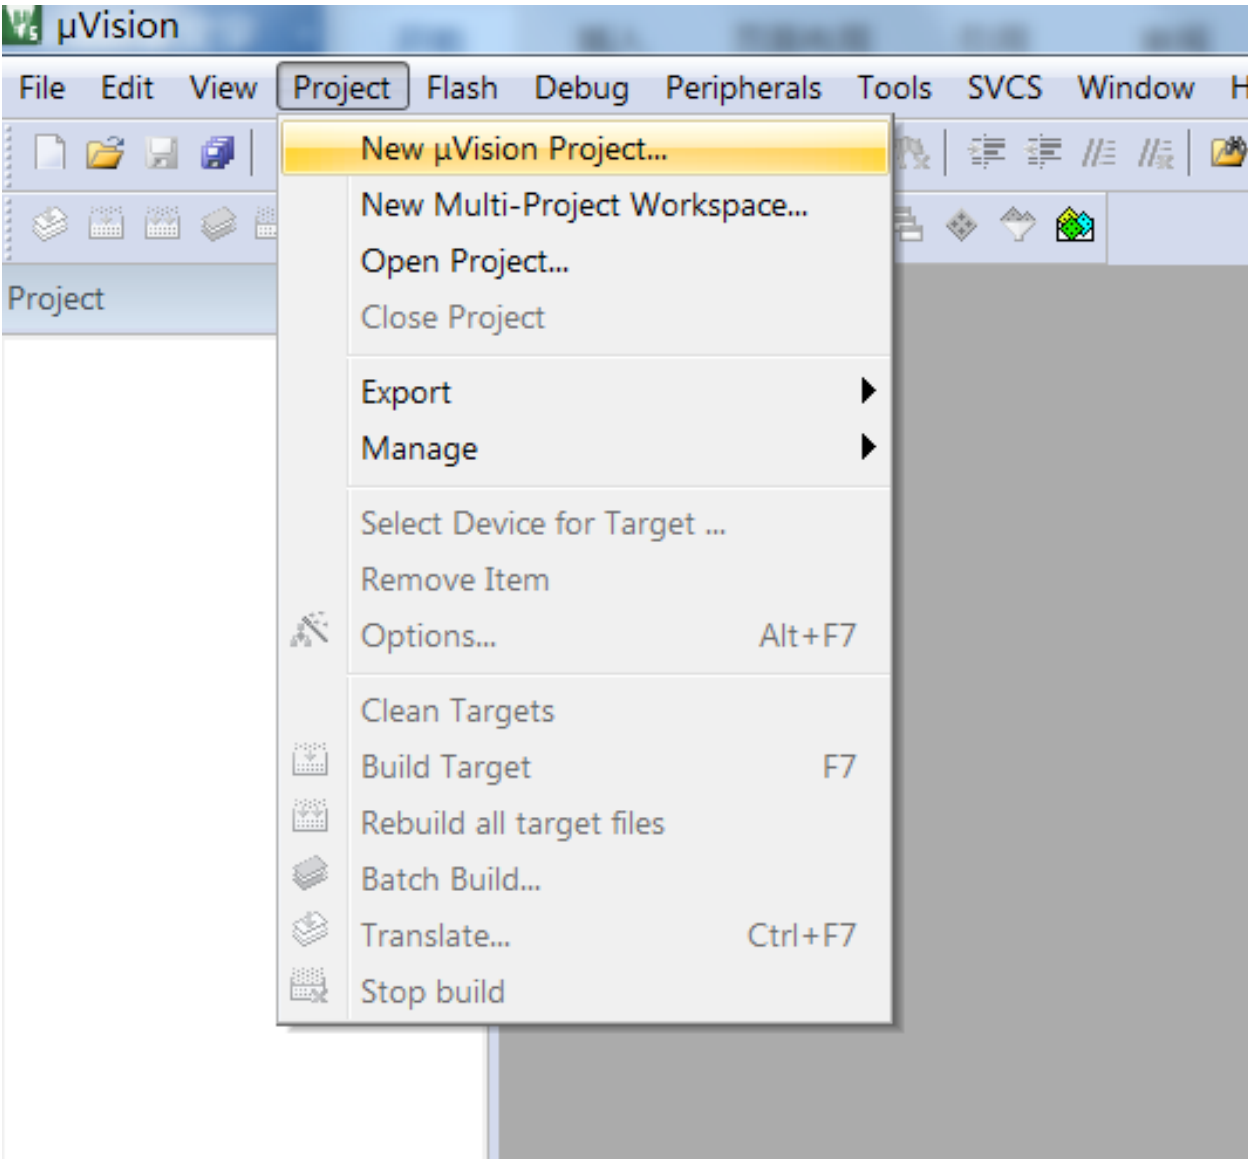 µVision
File Edit View Project Flash Debug Peripherals Tools SVCS Window H
Project
New µVision Project...
New Multi-Project Workspace...
Open Project...
Close Project
Export
Manage
Select Device for Target ...
Remove Item
Options... Alt+F7
Clean Targets
Build Target F7
Rebuild all target files
Batch Build...
Translate... Ctrl+F7
Stop build